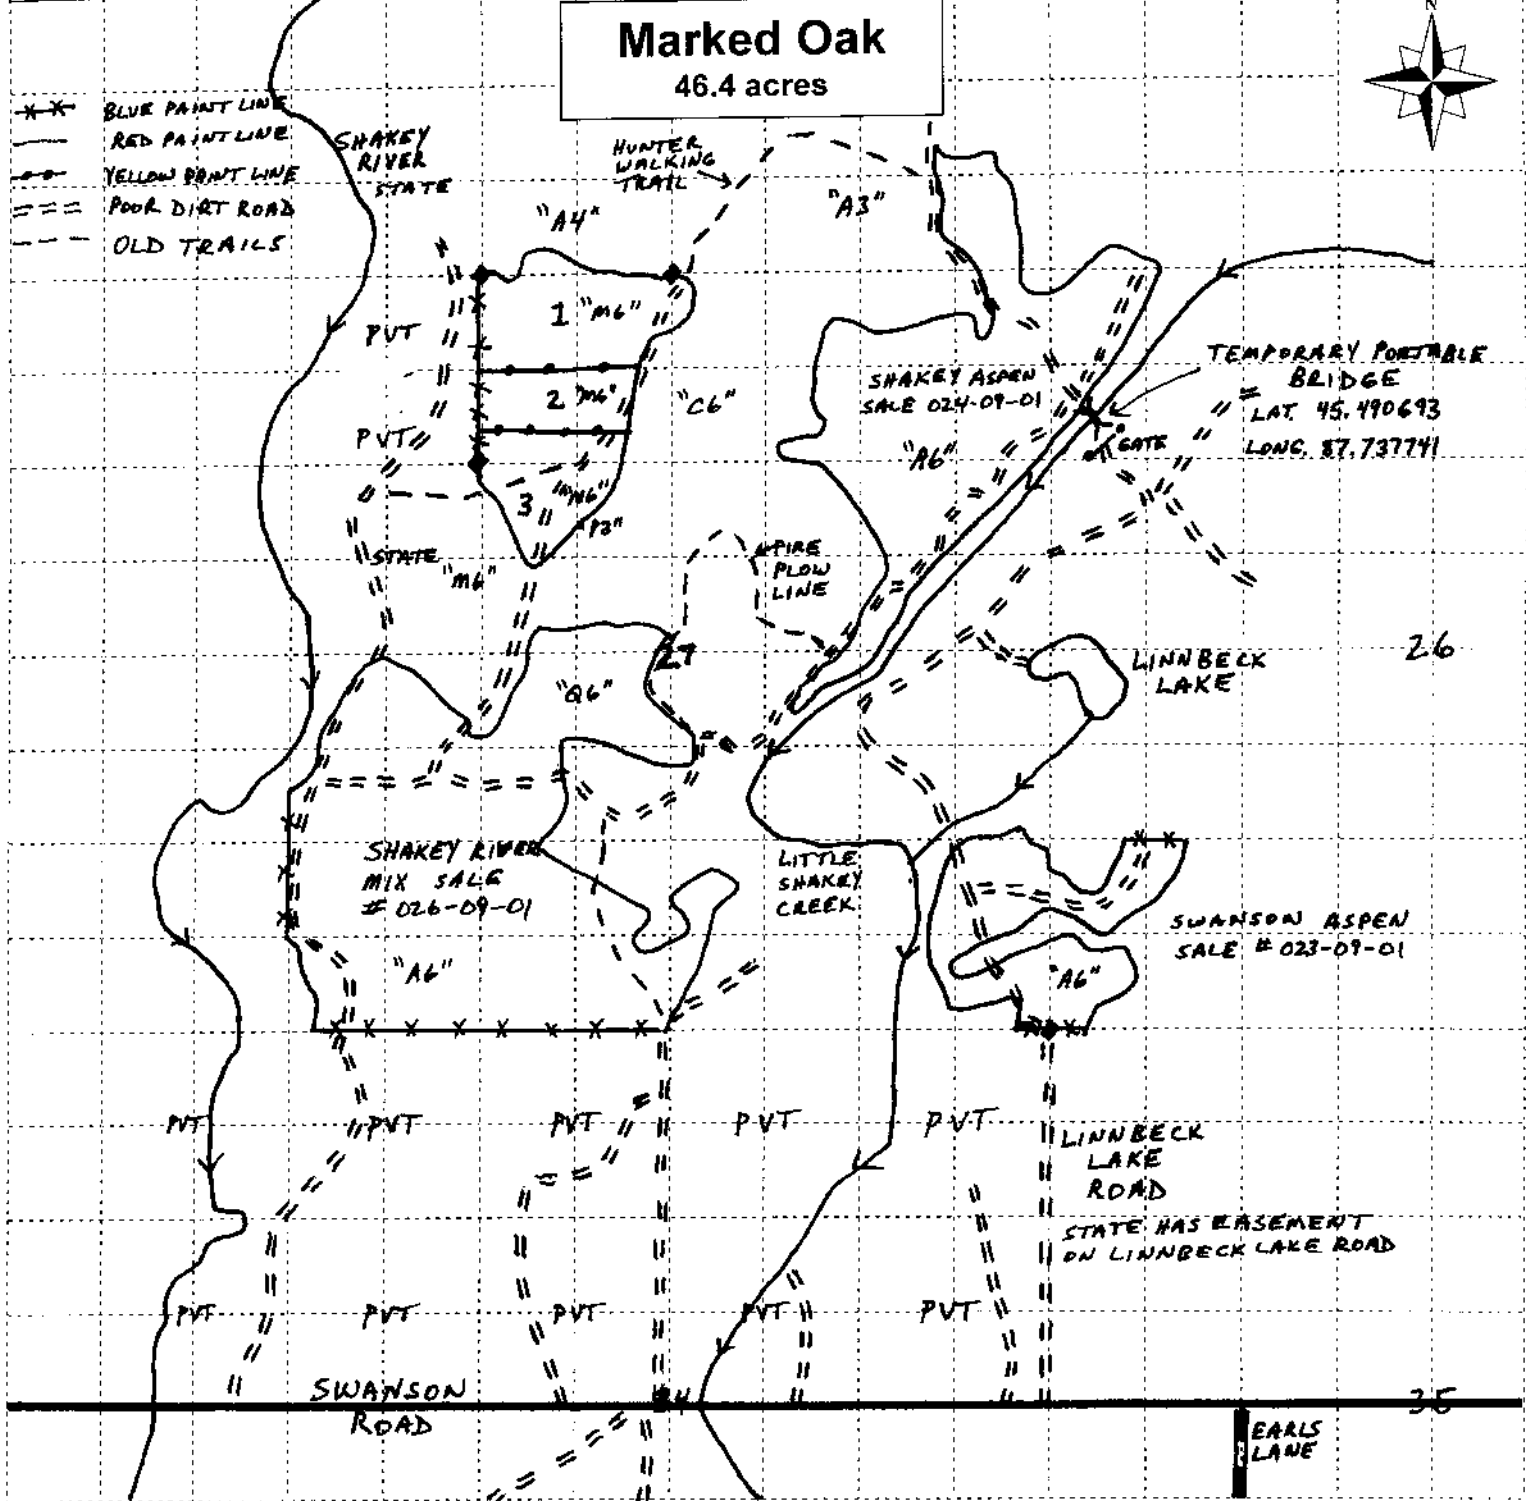 N
Marked Oak
46.4 acres
BLUE PAINT LINE
RED PAINT LINE
YELLOW PAINT LINE
POOR DIRT ROAD
OLD TRAILS
SHAKEY
RIVER
STATE
HUNTER
WALKING
TRAIL
"A4"
"A3"
1 "M6"
PVT
2 "M6"
"C6"
SHAKEY ASPEN
SALE 024-09-01
"A6"
TEMPORARY PORTABLE
BRIDGE
LAT. 45.490693
LONG. 87.737741
GATE
PVT
3 "M6"
STATE "M6"
FIRE
PLOW
LINE
27
"Q6"
LINNBECK
LAKE
26
SHAKEY RIVER
MIX SALE
# 026-09-01
"A6"
LITTLE
SHAKEY
CREEK
SWANSON ASPEN
SALE # 023-09-01
"A6"
PVT PVT PVT PVT PVT
LINNBECK
LAKE
ROAD
STATE HAS EASEMENT
ON LINNBECK LAKE ROAD
PVT PVT PVT PVT PVT
SWANSON
ROAD
35
EARLS
LANE